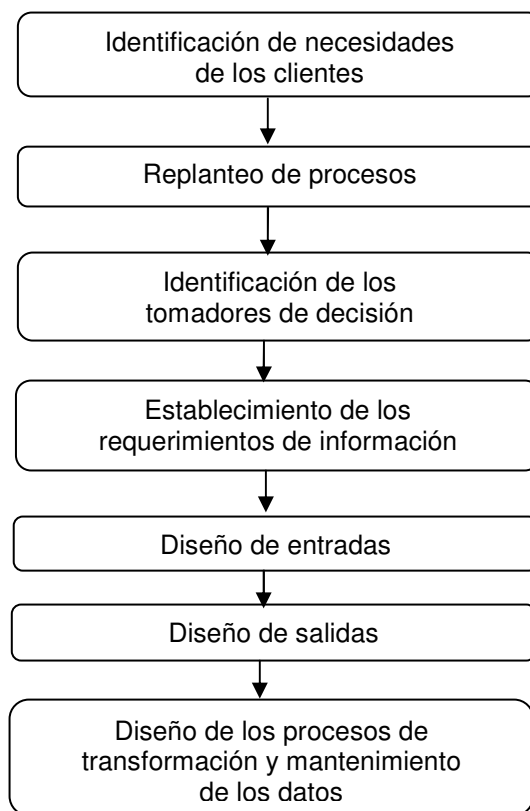 Identificación de necesidades
de los clientes
Replanteo de procesos
Identificación de los
tomadores de decisión
Establecimiento de los
requerimientos de información
Diseño de entradas
Diseño de salidas
Diseño de los procesos de
transformación y mantenimiento
de los datos